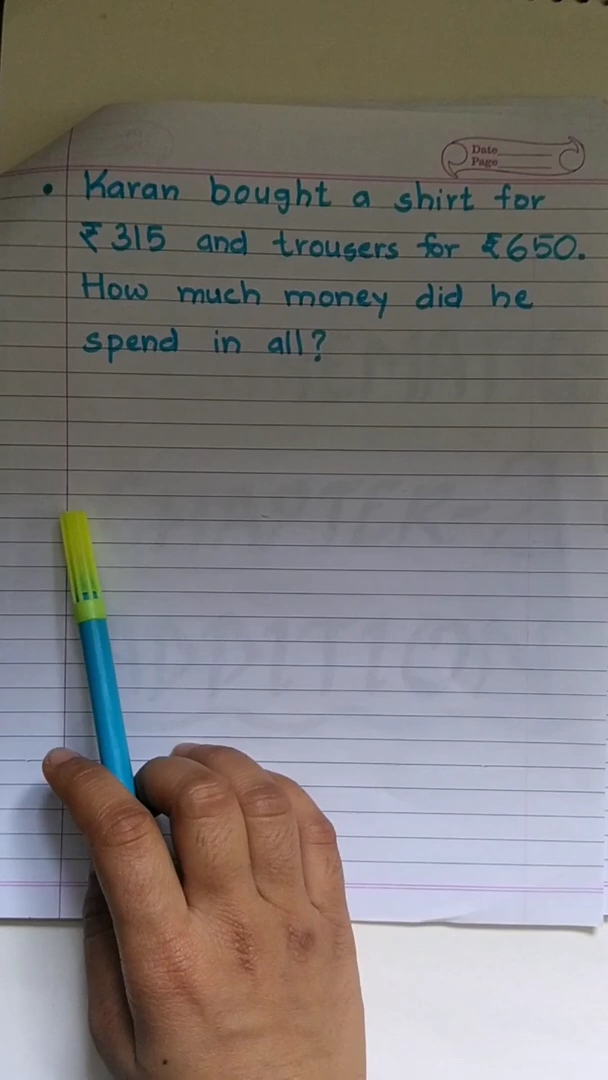 Date
Page
• Karan bought a shirt for
₹315 and trousers for ₹650.
How much money did he
spend in all?